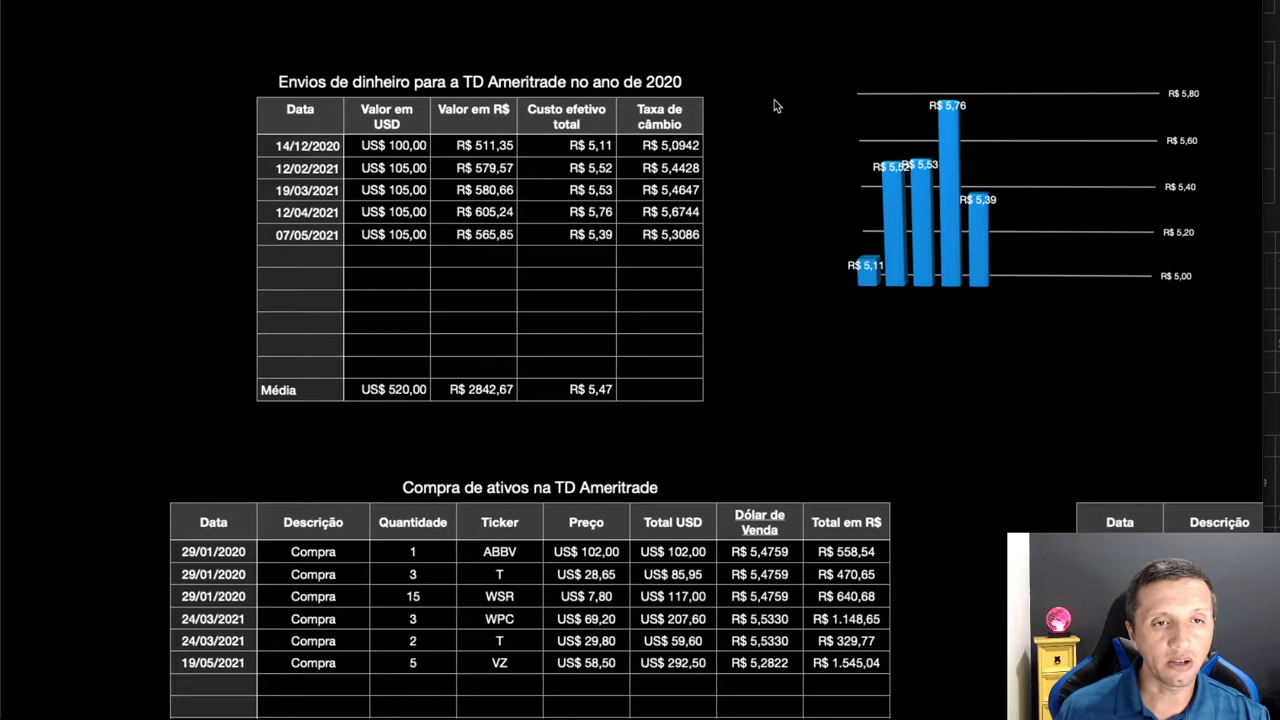 Envios de dinheiro para a TD Ameritrade no ano de 2020
Data Valor em USD Valor em R$ Custo efetivo total Taxa de câmbio
14/12/2020 US$ 100,00 R$ 511,35 R$ 5,11 R$ 5,0942
12/02/2021 US$ 105,00 R$ 579,57 R$ 5,52 R$ 5,4428
19/03/2021 US$ 105,00 R$ 580,66 R$ 5,53 R$ 5,4647
12/04/2021 US$ 105,00 R$ 605,24 R$ 5,76 R$ 5,6744
07/05/2021 US$ 105,00 R$ 565,85 R$ 5,39 R$ 5,3086
Média US$ 520,00 R$ 2842,67 R$ 5,47
R$ 5,80
R$ 5,76
R$ 5,60
R$ 5,52 R$ 5,53
R$ 5,40
R$ 5,39
R$ 5,20
R$ 5,11
R$ 5,00
Compra de ativos na TD Ameritrade
Data Descrição Quantidade Ticker Preço Total USD Dólar de Venda Total em R$
29/01/2020 Compra 1 ABBV US$ 102,00 US$ 102,00 R$ 5,4759 R$ 558,54
29/01/2020 Compra 3 T US$ 28,65 US$ 85,95 R$ 5,4759 R$ 470,65
29/01/2020 Compra 15 WSR US$ 7,80 US$ 117,00 R$ 5,4759 R$ 640,68
24/03/2021 Compra 3 WPC US$ 69,20 US$ 207,60 R$ 5,5330 R$ 1.148,65
24/03/2021 Compra 2 T US$ 29,80 US$ 59,60 R$ 5,5330 R$ 329,77
19/05/2021 Compra 5 VZ US$ 58,50 US$ 292,50 R$ 5,2822 R$ 1.545,04
Data Descrição